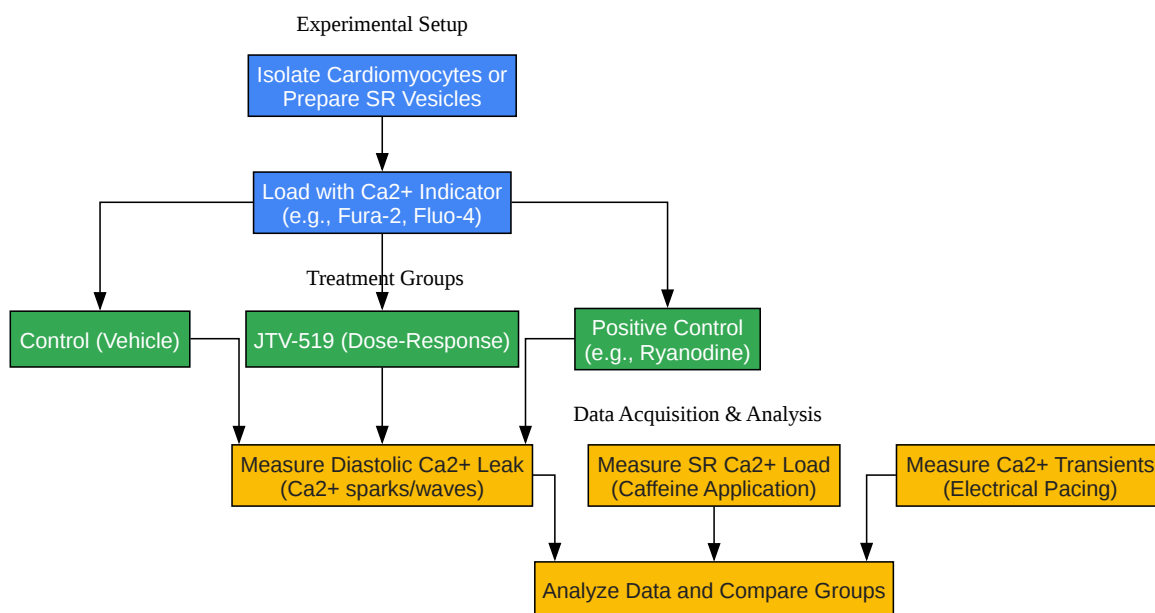 Experimental Setup
Isolate Cardiomyocytes or
Prepare SR Vesicles
Load with Ca2+ Indicator
(e.g., Fura-2, Fluo-4)
Treatment Groups
Control (Vehicle)
JTV-519 (Dose-Response)
Positive Control
(e.g., Ryanodine)
Data Acquisition & Analysis
Measure Diastolic Ca2+ Leak
(Ca2+ sparks/waves)
Measure SR Ca2+ Load
(Caffeine Application)
Measure Ca2+ Transients
(Electrical Pacing)
Analyze Data and Compare Groups